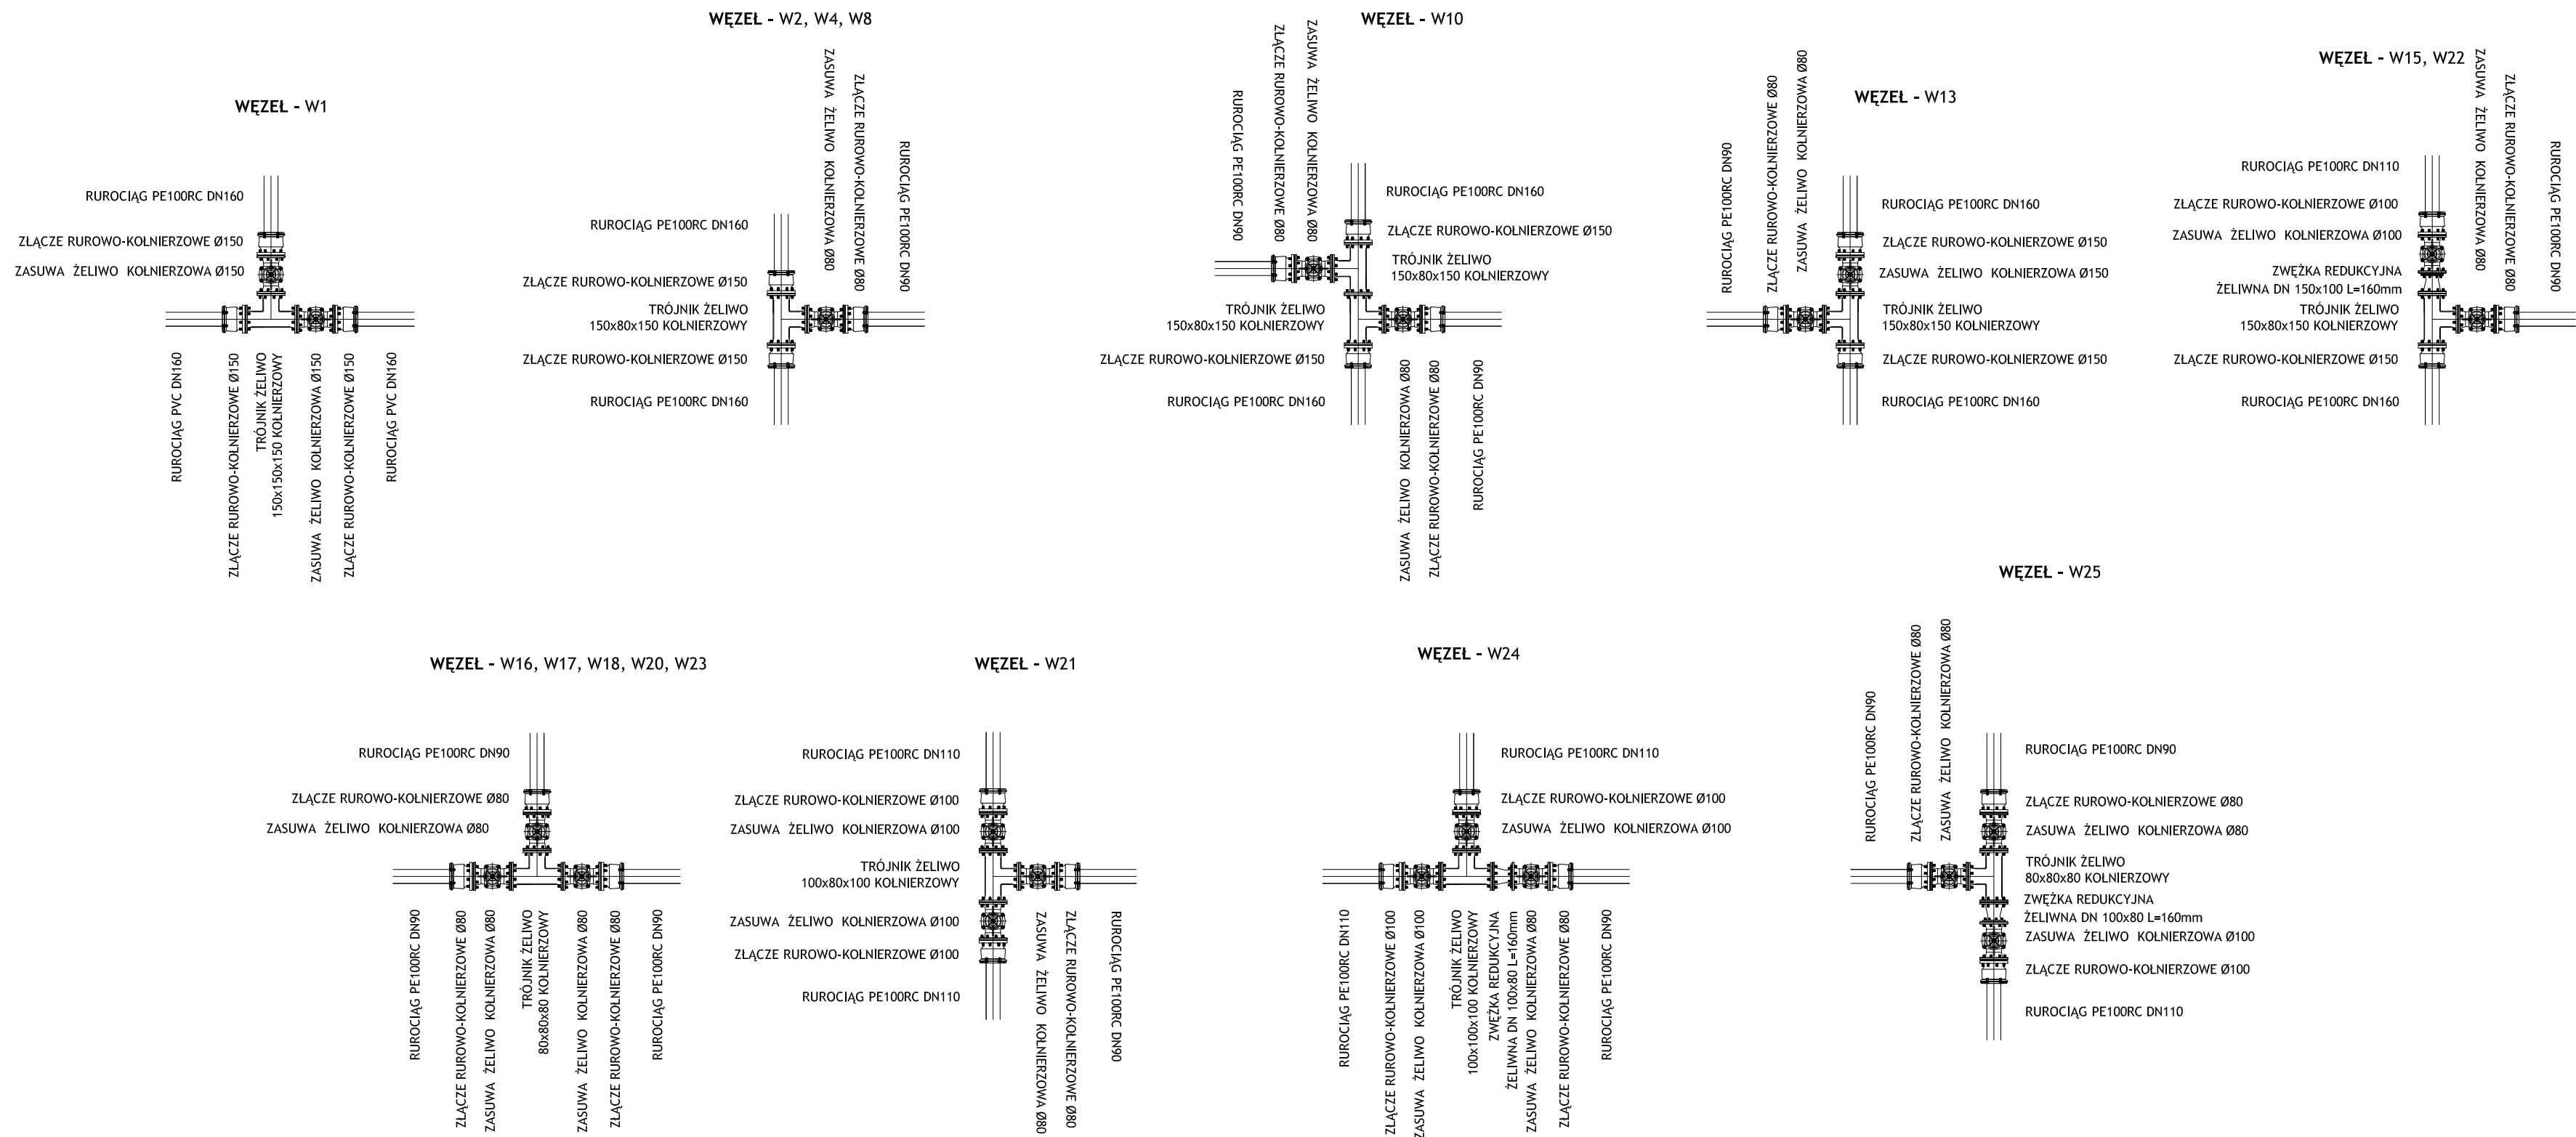 WĘZEŁ - W1
RUROCIĄG PE100RC DN160
ZŁĄCZE RUROWO-KOŁNIERZOWE Ø150
ZASUWA ŻELIWO KOŁNIERZOWA Ø150
RUROCIĄG PVC DN160
ZŁĄCZE RUROWO-KOŁNIERZOWE Ø150
TRÓJNIK ŻELIWO
150x150x150 KOŁNIERZOWY
ZASUWA ŻELIWO KOŁNIERZOWA Ø150
ZŁĄCZE RUROWO-KOŁNIERZOWE Ø150
RUROCIĄG PVC DN160
WĘZEŁ - W2, W4, W8
ZASUWA ŻELIWO KOŁNIERZOWA Ø80
ZŁĄCZE RUROWO-KOŁNIERZOWE Ø80
RUROCIĄG PE100RC DN90
RUROCIĄG PE100RC DN160
ZŁĄCZE RUROWO-KOŁNIERZOWE Ø150
TRÓJNIK ŻELIWO
150x80x150 KOŁNIERZOWY
ZŁĄCZE RUROWO-KOŁNIERZOWE Ø150
RUROCIĄG PE100RC DN160
WĘZEŁ - W10
RUROCIĄG PE100RC DN90
ZŁĄCZE RUROWO-KOŁNIERZOWE Ø80
ZASUWA ŻELIWO KOŁNIERZOWA Ø80
RUROCIĄG PE100RC DN160
ZŁĄCZE RUROWO-KOŁNIERZOWE Ø150
TRÓJNIK ŻELIWO
150x80x150 KOŁNIERZOWY
TRÓJNIK ŻELIWO
150x80x150 KOŁNIERZOWY
ZŁĄCZE RUROWO-KOŁNIERZOWE Ø150
RUROCIĄG PE100RC DN160
ZASUWA ŻELIWO KOŁNIERZOWA Ø80
ZŁĄCZE RUROWO-KOŁNIERZOWE Ø80
RUROCIĄG PE100RC DN90
WĘZEŁ - W13
RUROCIĄG PE100RC DN90
ZŁĄCZE RUROWO-KOŁNIERZOWE Ø80
ZASUWA ŻELIWO KOŁNIERZOWA Ø80
RUROCIĄG PE100RC DN160
ZŁĄCZE RUROWO-KOŁNIERZOWE Ø150
ZASUWA ŻELIWO KOŁNIERZOWA Ø150
TRÓJNIK ŻELIWO
150x80x150 KOŁNIERZOWY
ZŁĄCZE RUROWO-KOŁNIERZOWE Ø150
RUROCIĄG PE100RC DN160
WĘZEŁ - W15, W22
ZASUWA ŻELIWO KOŁNIERZOWA Ø80
ZŁĄCZE RUROWO-KOŁNIERZOWE Ø80
RUROCIĄG PE100RC DN90
RUROCIĄG PE100RC DN110
ZŁĄCZE RUROWO-KOŁNIERZOWE Ø100
ZASUWA ŻELIWO KOŁNIERZOWA Ø100
ZWĘŻKA REDUKCYJNA
ŻELIWNA DN 150x100 L=160mm
TRÓJNIK ŻELIWO
150x80x150 KOŁNIERZOWY
ZŁĄCZE RUROWO-KOŁNIERZOWE Ø150
RUROCIĄG PE100RC DN160
WĘZEŁ - W16, W17, W18, W20, W23
RUROCIĄG PE100RC DN90
ZŁĄCZE RUROWO-KOŁNIERZOWE Ø80
ZASUWA ŻELIWO KOŁNIERZOWA Ø80
RUROCIĄG PE100RC DN90
ZŁĄCZE RUROWO-KOŁNIERZOWE Ø80
ZASUWA ŻELIWO KOŁNIERZOWA Ø80
TRÓJNIK ŻELIWO
80x80x80 KOŁNIERZOWY
ZASUWA ŻELIWO KOŁNIERZOWA Ø80
ZŁĄCZE RUROWO-KOŁNIERZOWE Ø80
RUROCIĄG PE100RC DN90
WĘZEŁ - W21
RUROCIĄG PE100RC DN110
ZŁĄCZE RUROWO-KOŁNIERZOWE Ø100
ZASUWA ŻELIWO KOŁNIERZOWA Ø100
TRÓJNIK ŻELIWO
100x80x100 KOŁNIERZOWY
ZASUWA ŻELIWO KOŁNIERZOWA Ø100
ZŁĄCZE RUROWO-KOŁNIERZOWE Ø100
RUROCIĄG PE100RC DN110
ZASUWA ŻELIWO KOŁNIERZOWA Ø80
ZŁĄCZE RUROWO-KOŁNIERZOWE Ø80
RUROCIĄG PE100RC DN90
WĘZEŁ - W24
RUROCIĄG PE100RC DN110
ZŁĄCZE RUROWO-KOŁNIERZOWE Ø100
ZASUWA ŻELIWO KOŁNIERZOWA Ø100
RUROCIĄG PE100RC DN110
ZŁĄCZE RUROWO-KOŁNIERZOWE Ø100
ZASUWA ŻELIWO KOŁNIERZOWA Ø100
TRÓJNIK ŻELIWO
100x100x100 KOŁNIERZOWY
ZWĘŻKA REDUKCYJNA
ŻELIWNA DN 100x80 L=160mm
ZASUWA ŻELIWO KOŁNIERZOWA Ø80
ZŁĄCZE RUROWO-KOŁNIERZOWE Ø80
RUROCIĄG PE100RC DN90
WĘZEŁ - W25
RUROCIĄG PE100RC DN90
ZŁĄCZE RUROWO-KOŁNIERZOWE Ø80
ZASUWA ŻELIWO KOŁNIERZOWA Ø80
RUROCIĄG PE100RC DN90
ZŁĄCZE RUROWO-KOŁNIERZOWE Ø80
ZASUWA ŻELIWO KOŁNIERZOWA Ø80
TRÓJNIK ŻELIWO
80x80x80 KOŁNIERZOWY
ZWĘŻKA REDUKCYJNA
ŻELIWNA DN 100x80 L=160mm
ZASUWA ŻELIWO KOŁNIERZOWA Ø100
ZŁĄCZE RUROWO-KOŁNIERZOWE Ø100
RUROCIĄG PE100RC DN110